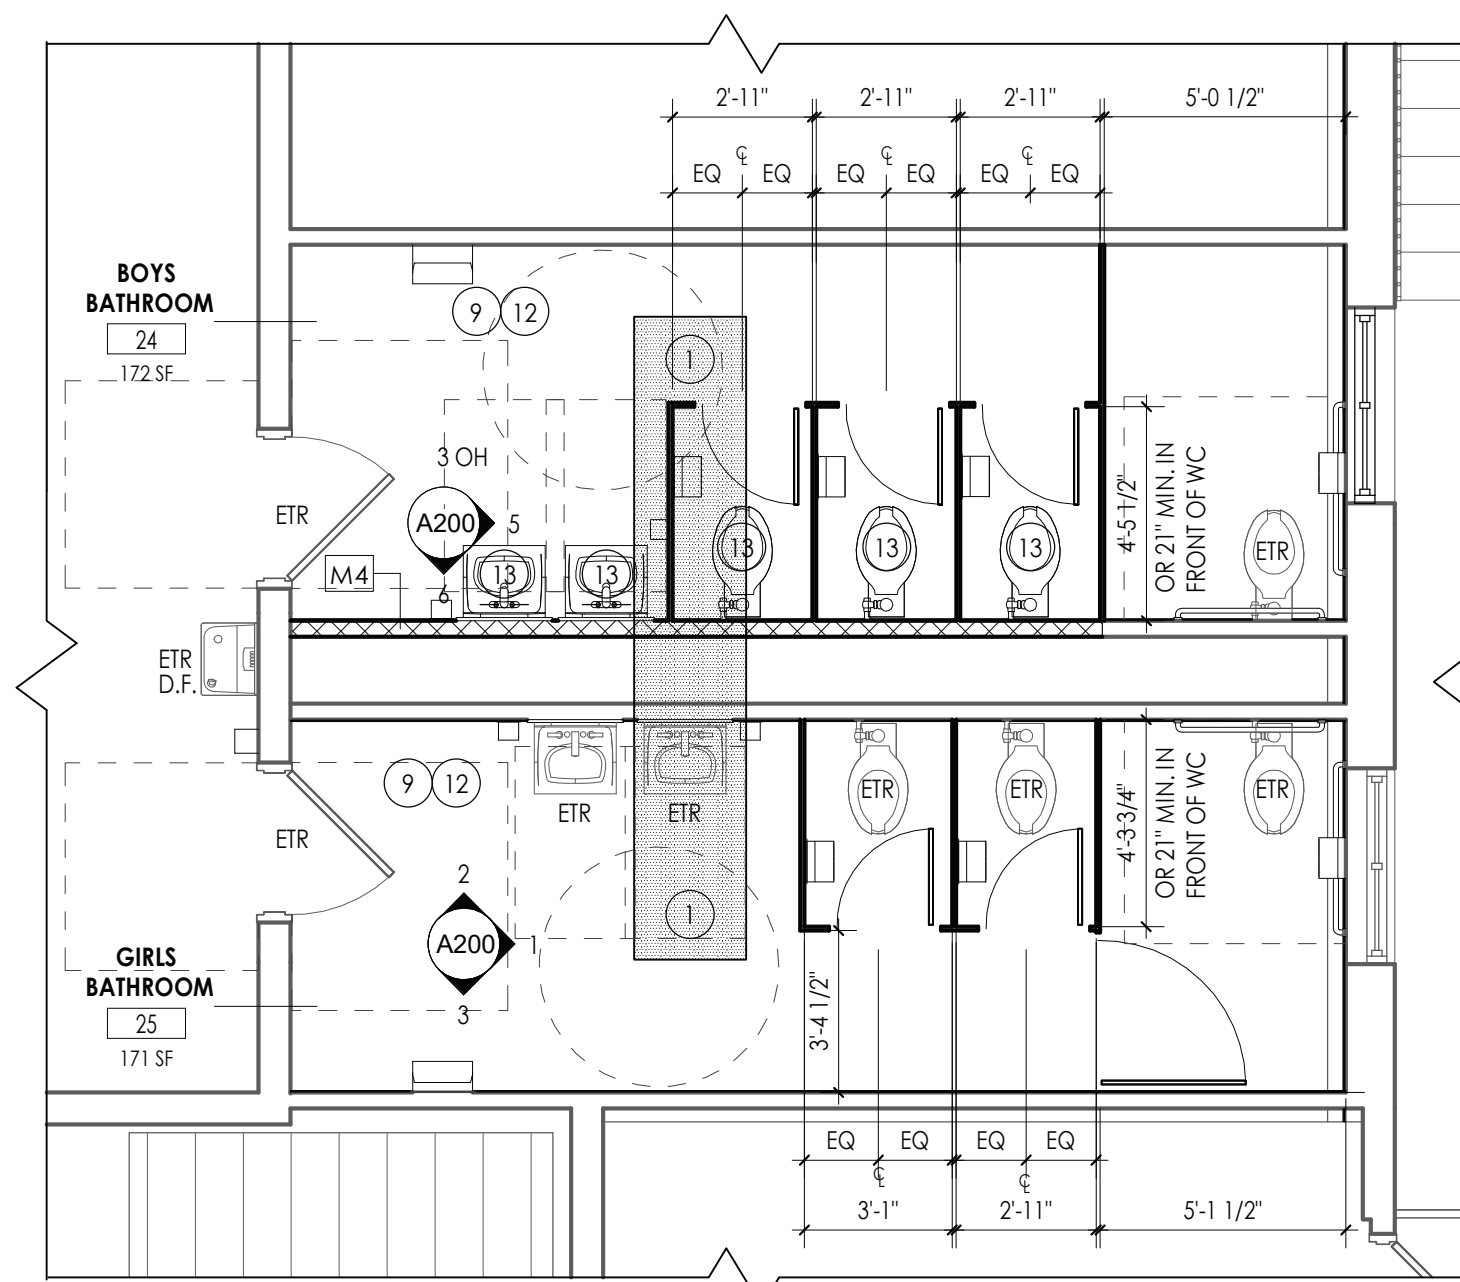 2'-11"
2'-11"
2'-11"
5'-0 1/2"
EQ
℄
EQ
EQ
℄
EQ
EQ
℄
EQ
BOYS
BATHROOM
24
172 SF
9
12
1
3 OH
ETR
A200
5
6
M4
13
13
13
13
13
4'-5 1/2"
OR 21" MIN. IN
FRONT OF WC
ETR
ETR
D.F.
9
12
ETR
ETR
ETR
ETR
ETR
4'-3 3/4"
OR 21" MIN. IN
FRONT OF WC
ETR
2
A200
1
3
1
GIRLS
BATHROOM
25
171 SF
3'-4 1/2"
EQ
EQ
EQ
EQ
℄
℄
3'-1"
2'-11"
5'-1 1/2"